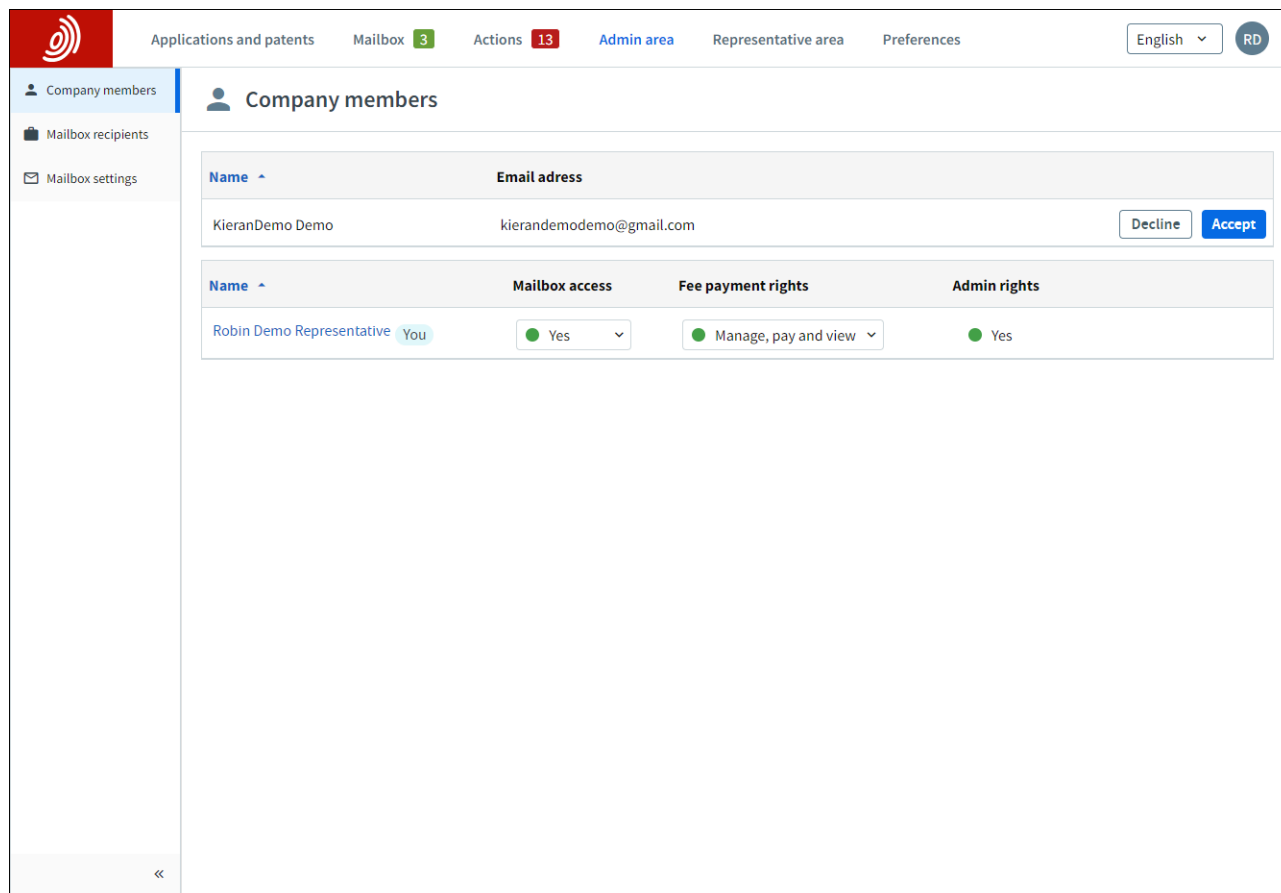 Applications and patents Mailbox 3 Actions 13 Admin area Representative area Preferences English RD
Company members
Mailbox recipients
Mailbox settings
Company members
Name Email adress
KieranDemo Demo kierandemodemo@gmail.com Decline Accept
Name Mailbox access Fee payment rights Admin rights
Robin Demo Representative You Yes Manage, pay and view Yes
«